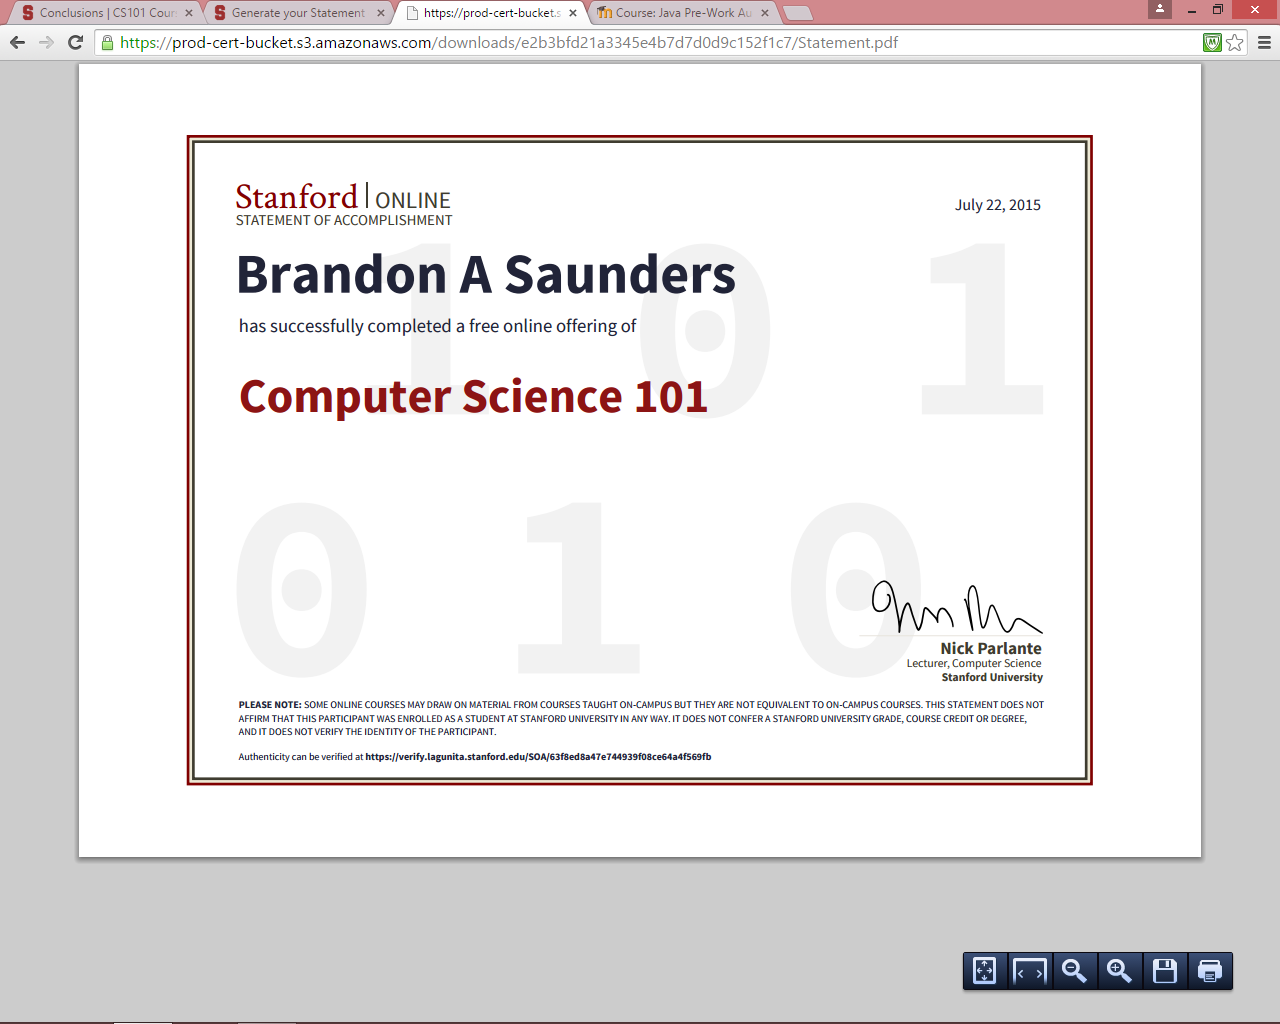 Conclusions | CS101 Cour
Generate your Statement
https://prod-cert-bucket.s
Course: Java Pre-Work Au
https://prod-cert-bucket.s3.amazonaws.com/downloads/e2b3bfd21a3345e4b7d7d0d9c152f1c7/Statement.pdf
Stanford | ONLINE
STATEMENT OF ACCOMPLISHMENT
July 22, 2015
1 0 1
Brandon A Saunders
has successfully completed a free online offering of
Computer Science 101
0 1 0
Nick Parlante
Lecturer, Computer Science
Stanford University
PLEASE NOTE: SOME ONLINE COURSES MAY DRAW ON MATERIAL FROM COURSES TAUGHT ON-CAMPUS BUT THEY ARE NOT EQUIVALENT TO ON-CAMPUS COURSES. THIS STATEMENT DOES NOT
AFFIRM THAT THIS PARTICIPANT WAS ENROLLED AS A STUDENT AT STANFORD UNIVERSITY IN ANY WAY. IT DOES NOT CONFER A STANFORD UNIVERSITY GRADE, COURSE CREDIT OR DEGREE,
AND IT DOES NOT VERIFY THE IDENTITY OF THE PARTICIPANT.
Authenticity can be verified at https://verify.lagunita.stanford.edu/SOA/63f8ed8a47e744939f08ce64a4f569fb